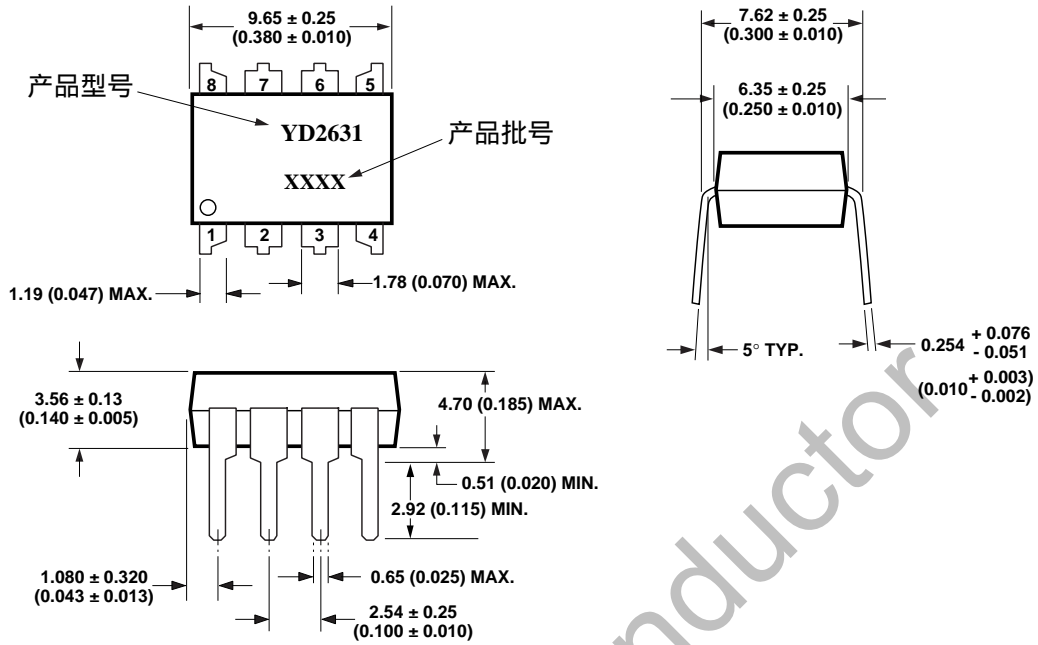 9.65 ± 0.25
(0.380 ± 0.010)
8 7 6 5
产品型号
YD2631
产品批号
XXXX
1 2 3 4
1.19 (0.047) MAX.
1.78 (0.070) MAX.
7.62 ± 0.25
(0.300 ± 0.010)
6.35 ± 0.25
(0.250 ± 0.010)
5° TYP.
0.254 + 0.076
- 0.051
(0.010 + 0.003)
- 0.002)
3.56 ± 0.13
(0.140 ± 0.005)
4.70 (0.185) MAX.
0.51 (0.020) MIN.
2.92 (0.115) MIN.
1.080 ± 0.320
(0.043 ± 0.013)
0.65 (0.025) MAX.
2.54 ± 0.25
(0.100 ± 0.010)
nductor